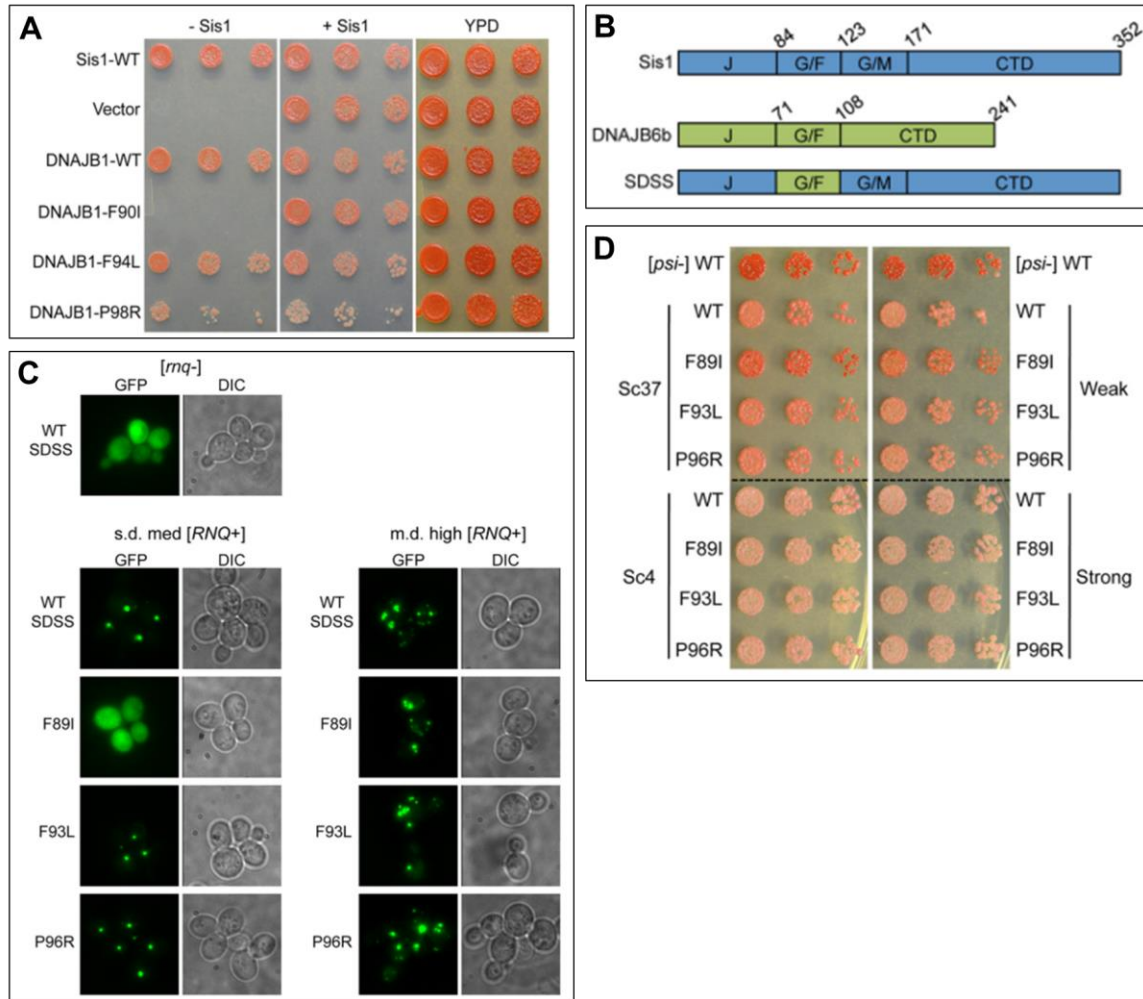 A
- Sis1
+ Sis1
YPD
Sis1-WT
Vector
DNAJB1-WT
DNAJB1-F90I
DNAJB1-F94L
DNAJB1-P98R
B
84
123
171
352
Sis1
J
G/F
G/M
CTD
71
108
241
DNAJB6b
J
G/F
CTD
SDSS
J
G/F
G/M
CTD
C
[rnq-]
GFP
DIC
WT
SDSS
s.d. med [RNQ+]
GFP
DIC
WT
SDSS
F89I
F93L
P96R
m.d. high [RNQ+]
GFP
DIC
WT
SDSS
F89I
F93L
P96R
D
[psi-] WT
[psi-] WT
Sc37
WT
F89I
F93L
P96R
WT
F89I
F93L
P96R
Weak
Sc4
WT
F89I
F93L
P96R
WT
F89I
F93L
P96R
Strong